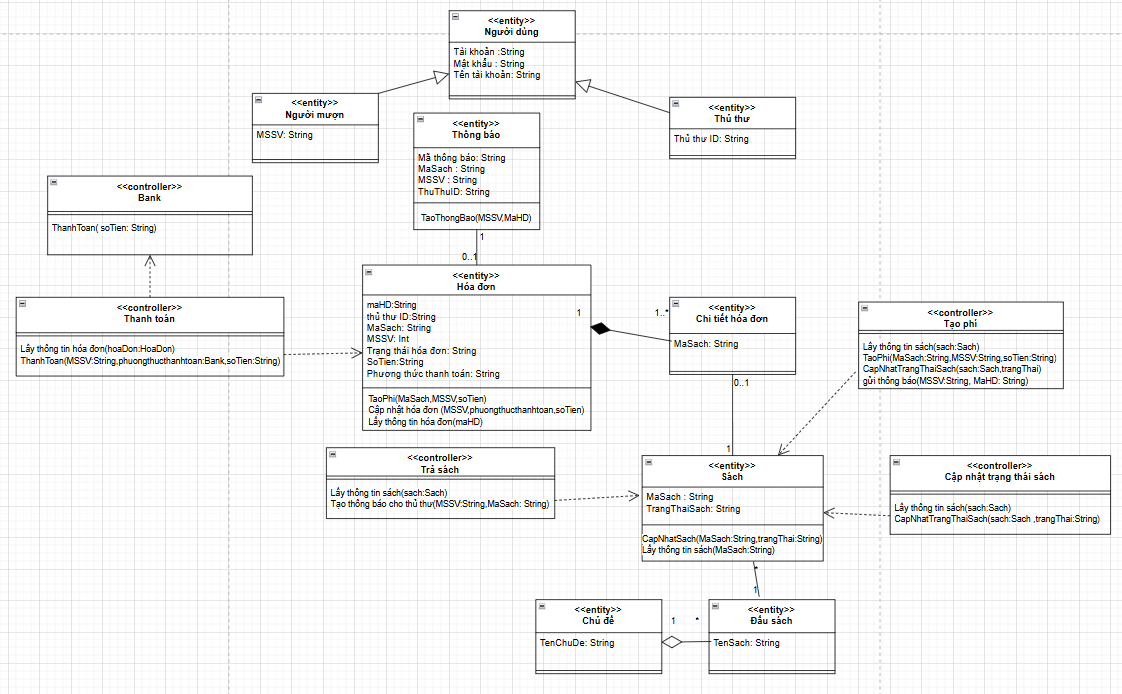 <<entity>>
Người dùng
Tài khoản :String
Mật khẩu : String
Tên tài khoản: String
<<entity>>
Người mượn
MSSV: String
<<entity>>
Thủ thư
Thủ thư ID: String
<<entity>>
Thông báo
Mã thông báo: String
MaSach : String
MSSV : String
ThuThuID: String
TaoThongBao(MSSV,MaHD)
1
0..1
<<controller>>
Bank
ThanhToan( soTien: String)
<<controller>>
Thanh toán
Lấy thông tin hóa đơn(hoaDon:HoaDon)
ThanhToan(MSSV:String,phuongthucthanhtoan:Bank,soTien:String)
<<entity>>
Hóa đơn
maHD:String
thủ thư ID:String
MaSach: String
MSSV: Int
Trạng thái hóa đơn: String
SoTien:String
Phương thức thanh toán: String
TaoPhi(MaSach,MSSV,soTien)
Cập nhật hóa đơn (MSSV,phuongthucthanhtoan,soTien)
Lấy thông tin hóa đơn(maHD)
1
1..*
<<entity>>
Chi tiết hóa đơn
MaSach: String
0..1
1
<<controller>>
Tạo phí
Lấy thông tin sách(sach:Sach)
TaoPhi(MaSach:String,MSSV:String,soTien:String)
CapNhatTrangThaiSach(sach:Sach,trangThai)
gửi thông báo(MSSV:String, MaHD: String)
<<controller>>
Trả sách
Lấy thông tin sách(sach:Sach)
Tạo thông báo cho thủ thư(MSSV:String,MaSach: String)
<<entity>>
Sách
MaSach : String
TrangThaiSach: String
CapNhatSach(MaSach:String,trangThai:String)
Lấy thông tin sách(MaSach:String)
<<controller>>
Cập nhật trạng thái sách
Lấy thông tin sách(sach:Sach)
CapNhatTrangThaiSach(sach:Sach ,trangThai:String)
*
1
<<entity>>
Chủ đề
TenChuDe: String
1
*
<<entity>>
Đầu sách
TenSach: String